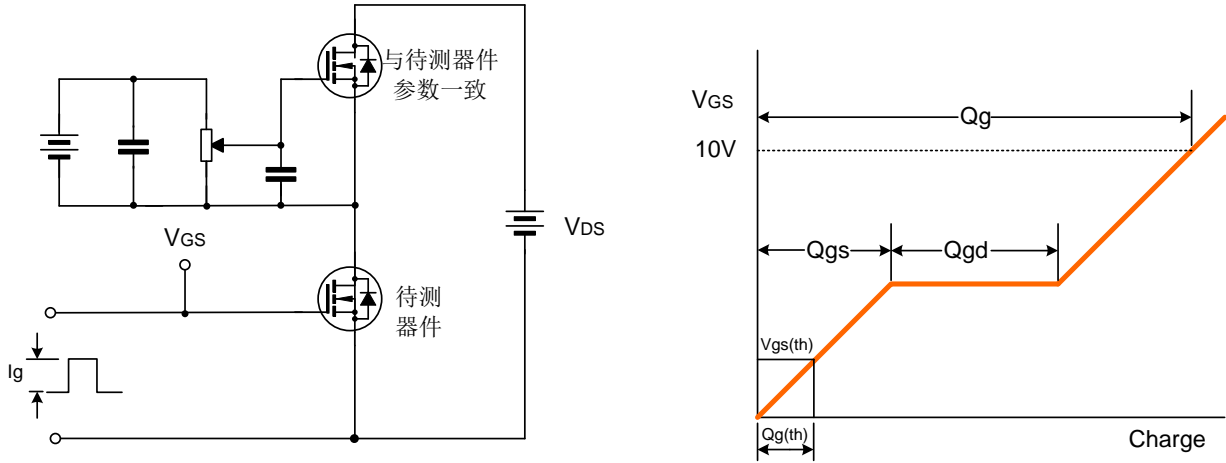 与待测器件
参数一致
VGS
VDS
待测
器件
Ig
VGS
10V
Qg
Qgs
Qgd
Vgs(th)
Qg(th)
Charge